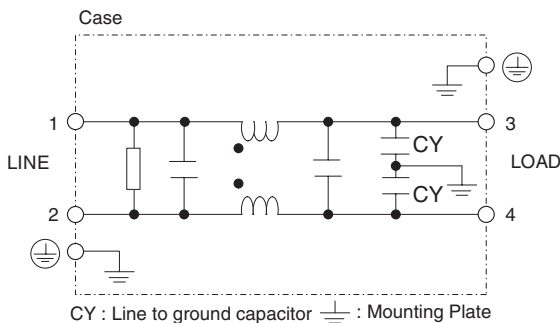 Case
1
3
CY
LINE
LOAD
CY
2
4
CY : Line to ground capacitor : Mounting Plate